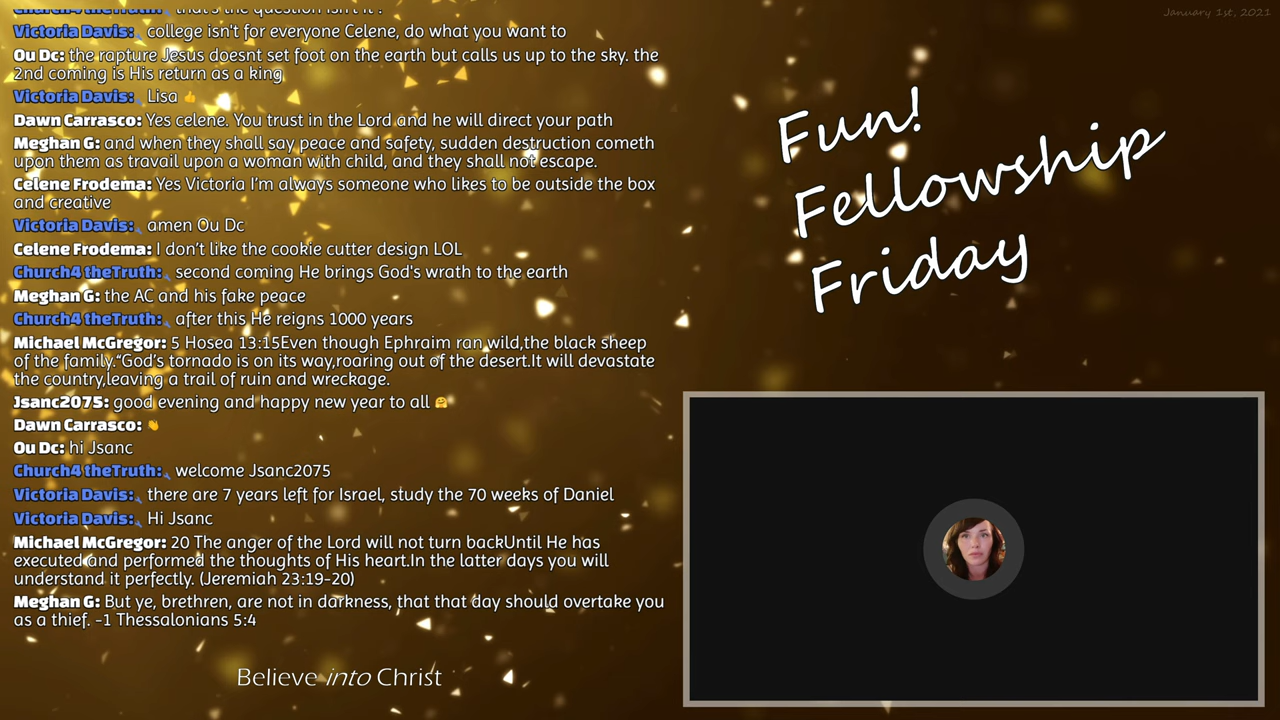 Church4 theTruth: that's the question isn't it?
Victoria Davis: college isn't for everyone Celene, do what you want to
Ou Dc: the rapture Jesus doesnt set foot on the earth but calls us up to the sky. the
2nd coming is His return as a king
Victoria Davis: Lisa 👍
Dawn Carrasco: Yes celene. You trust in the Lord and he will direct your path
Meghan G: and when they shall say peace and safety, sudden destruction cometh
upon them as travail upon a woman with child, and they shall not escape.
Celene Frodema: Yes Victoria I'm always someone who likes to be outside the box
and creative
Victoria Davis: amen Ou Dc
Celene Frodema: I don't like the cookie cutter design LOL
Church4 theTruth: second coming He brings God's wrath to the earth
Meghan G: the AC and his fake peace
Church4 theTruth: after this He reigns 1000 years
Michael McGregor: 5 Hosea 13:15Even though Ephraim ran wild,the black sheep
of the family.“God's tornado is on its way,roaring out of the desert.It will devastate
the country,leaving a trail of ruin and wreckage.
Jsanc2075: good evening and happy new year to all 🤗
Dawn Carrasco: 👋
Ou Dc: hi Jsanc
Church4 theTruth: welcome Jsanc2075
Victoria Davis: there are 7 years left for Israel, study the 70 weeks of Daniel
Victoria Davis: Hi Jsanc
Michael McGregor: 20 The anger of the Lord will not turn backUntil He has
executed and performed the thoughts of His heart.In the latter days you will
understand it perfectly. (Jeremiah 23:19-20)
Meghan G: But ye, brethren, are not in darkness, that that day should overtake you
as a thief. -1 Thessalonians 5:4
Believe into Christ
January 1st, 2021
Fun!
Fellowship
Friday